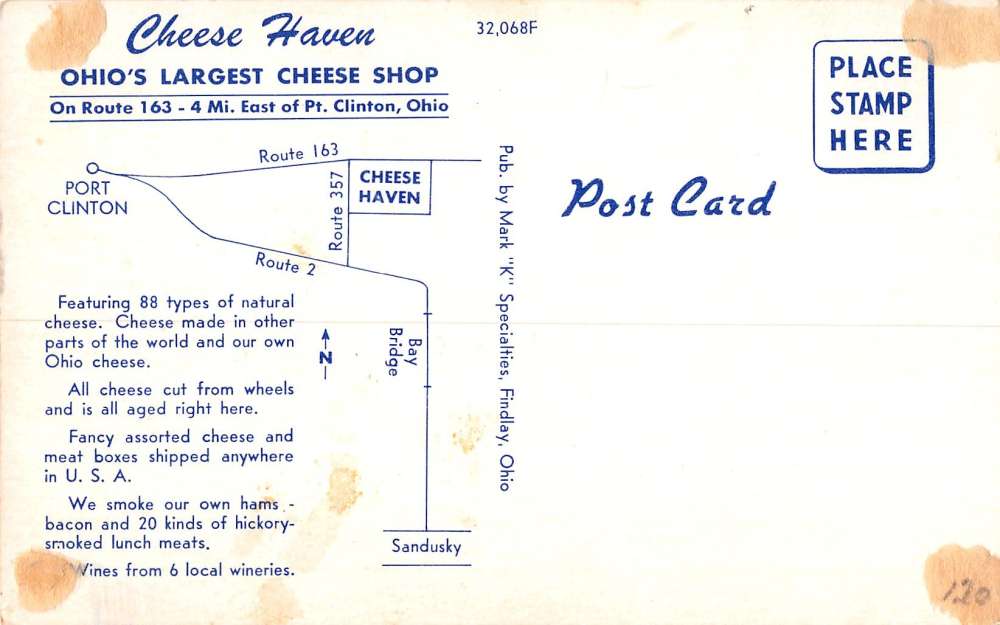 Cheese Haven
32,068F
OHIO'S LARGEST CHEESE SHOP
On Route 163 - 4 Mi. East of Pt. Clinton, Ohio
PLACE
STAMP
HERE
Post Card
Route 163
PORT
CLINTON
CHEESE
HAVEN
Route 357
Route 2
Bay
Bridge
N
Sandusky
Featuring 88 types of natural
cheese. Cheese made in other
parts of the world and our own
Ohio cheese.
All cheese cut from wheels
and is all aged right here.
Fancy assorted cheese and
meat boxes shipped anywhere
in U. S. A.
We smoke our own hams -
bacon and 20 kinds of hickory-
smoked lunch meats.
Wines from 6 local wineries.
Pub. by Mark "K" Specialties, Findlay, Ohio
120